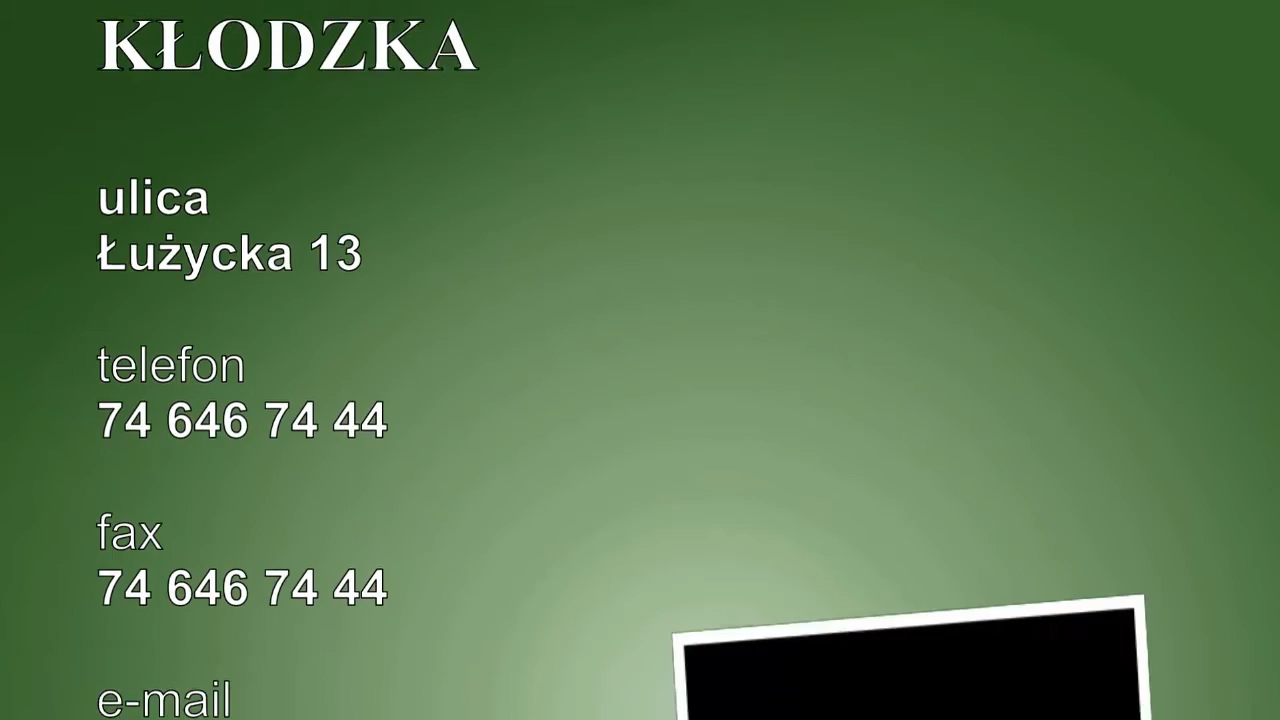 KŁODZKA
ulica
Łużycka 13
telefon
74 646 74 44
fax
74 646 74 44
e-mail